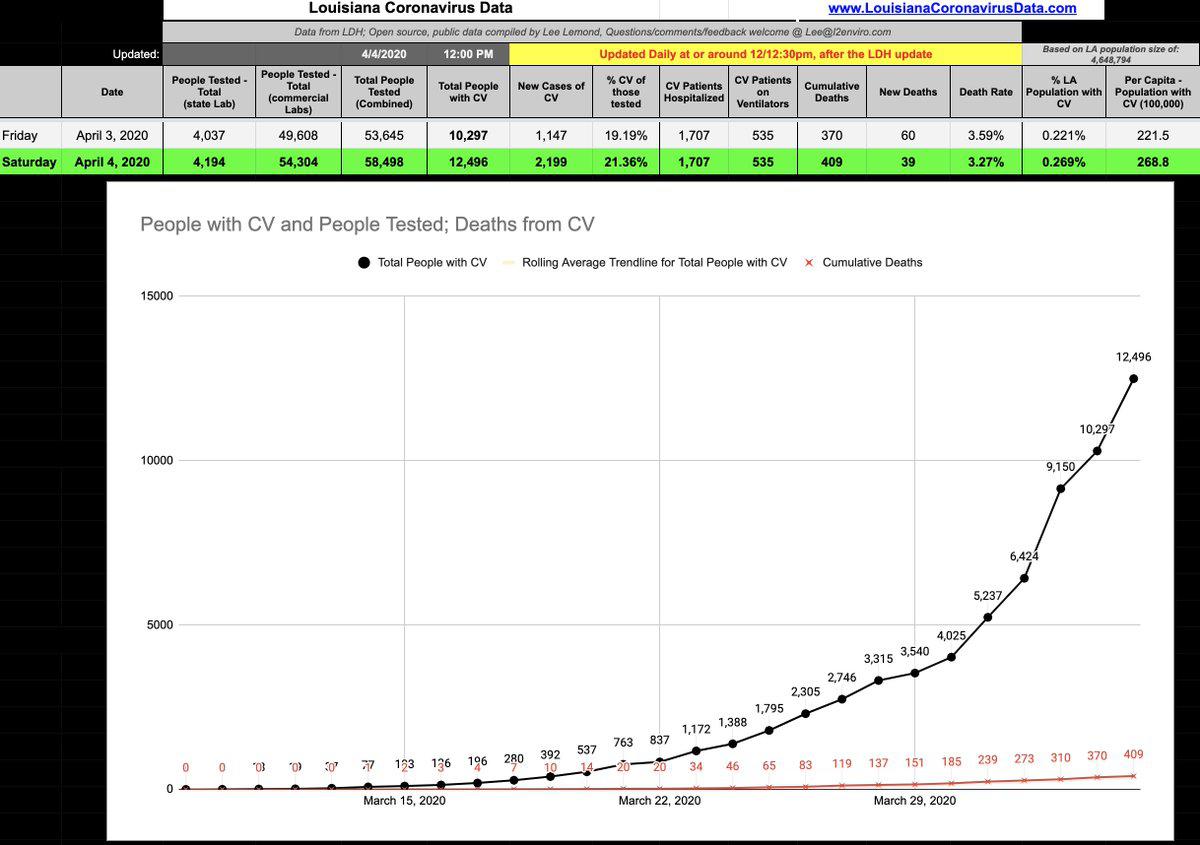 Louisiana Coronavirus Data www.LouisianaCoronavirusData.com
Data from LDH; Open source, public data compiled by Lee Lemond, Questions/comments/feedback welcome @ Lee@l2enviro.com
Updated: 4/4/2020 12:00 PM Updated Daily at or around 12/12:30pm, after the LDH update Based on LA population size of: 4,648,794
Date People Tested - Total (state Lab) People Tested - Total (commercial Labs) Total People Tested (Combined) Total People with CV New Cases of CV % CV of those tested CV Patients Hospitalized CV Patients on Ventilators Cumulative Deaths New Deaths Death Rate % LA Population with CV Per Capita - Population with CV (100,000)
Friday April 3, 2020 4,037 49,608 53,645 10,297 1,147 19.19% 1,707 535 370 60 3.59% 0.221% 221.5
Saturday April 4, 2020 4,194 54,304 58,498 12,496 2,199 21.36% 1,707 535 409 39 3.27% 0.269% 268.8
People with CV and People Tested; Deaths from CV
Total People with CV Rolling Average Trendline for Total People with CV Cumulative Deaths
15000
12,496
10,297
10000
9,150
6,424
5,237
5000
4,025
3,540
3,315
2,746
2,305
1,795
1,388
1,172
837
763
537
392
280
196
0 0 2 3 4 7 10 14 20 20 34 46 65 83 119 137 151 185 239 273 310 370 409
0
March 15, 2020 March 22, 2020 March 29, 2020